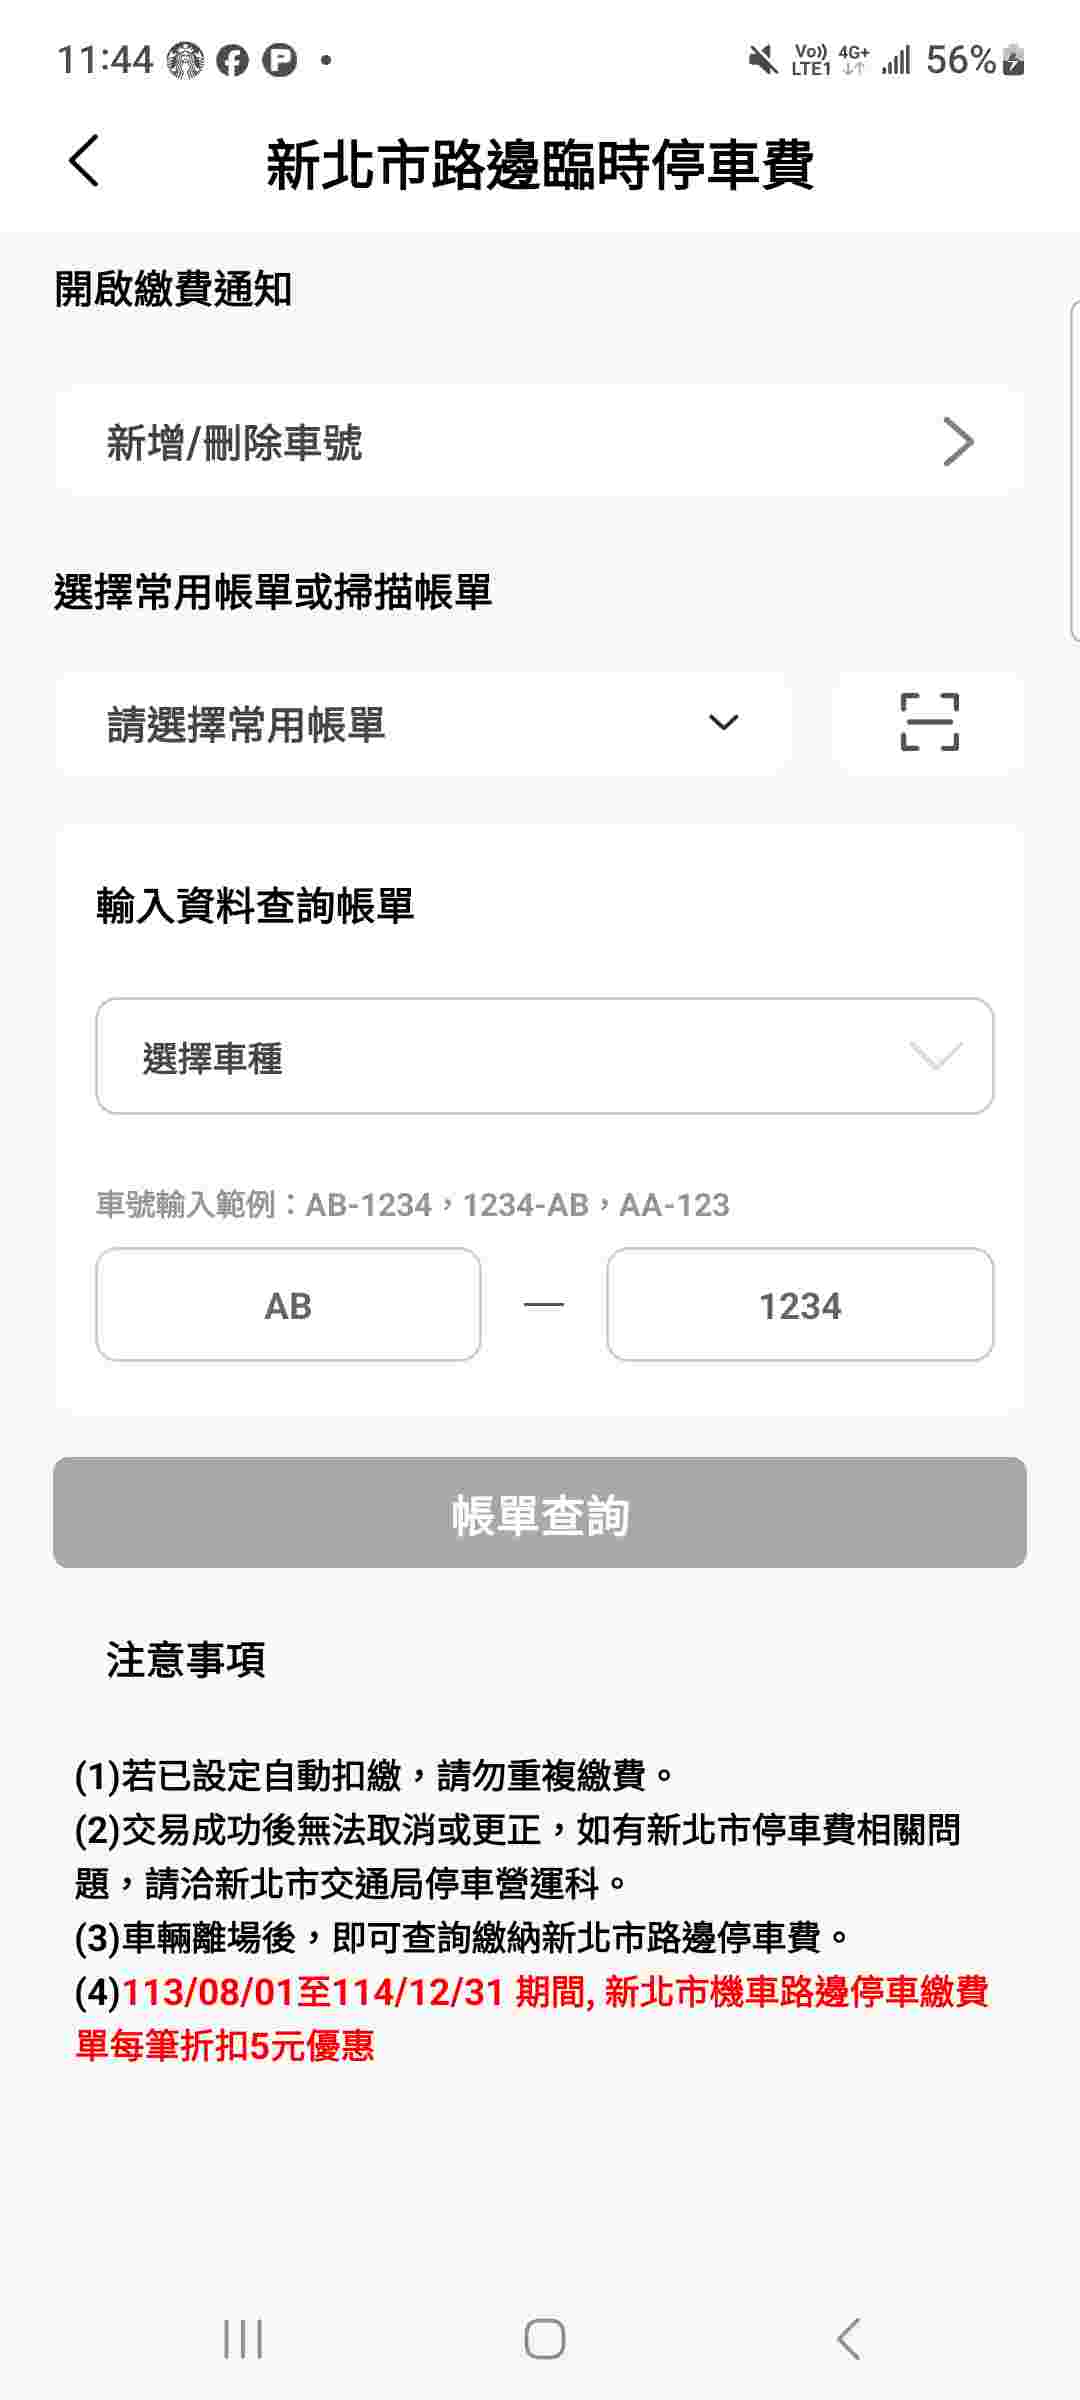 11:44
Vo)) 4G+
LTE1
56%
新北市路邊臨時停車費
開啟繳費通知
新增/刪除車號
選擇常用帳單或掃描帳單
請選擇常用帳單
輸入資料查詢帳單
選擇車種
車號輸入範例：AB-1234，1234-AB，AA-123
AB — 1234
帳單查詢
注意事項
(1)若已設定自動扣繳，請勿重複繳費。
(2)交易成功後無法取消或更正，如有新北市停車費相關問
題，請洽新北市交通局停車營運科。
(3)車輛離場後，即可查詢繳納新北市路邊停車費。
(4)113/08/01至114/12/31 期間, 新北市機車路邊停車繳費
單每筆折扣5元優惠